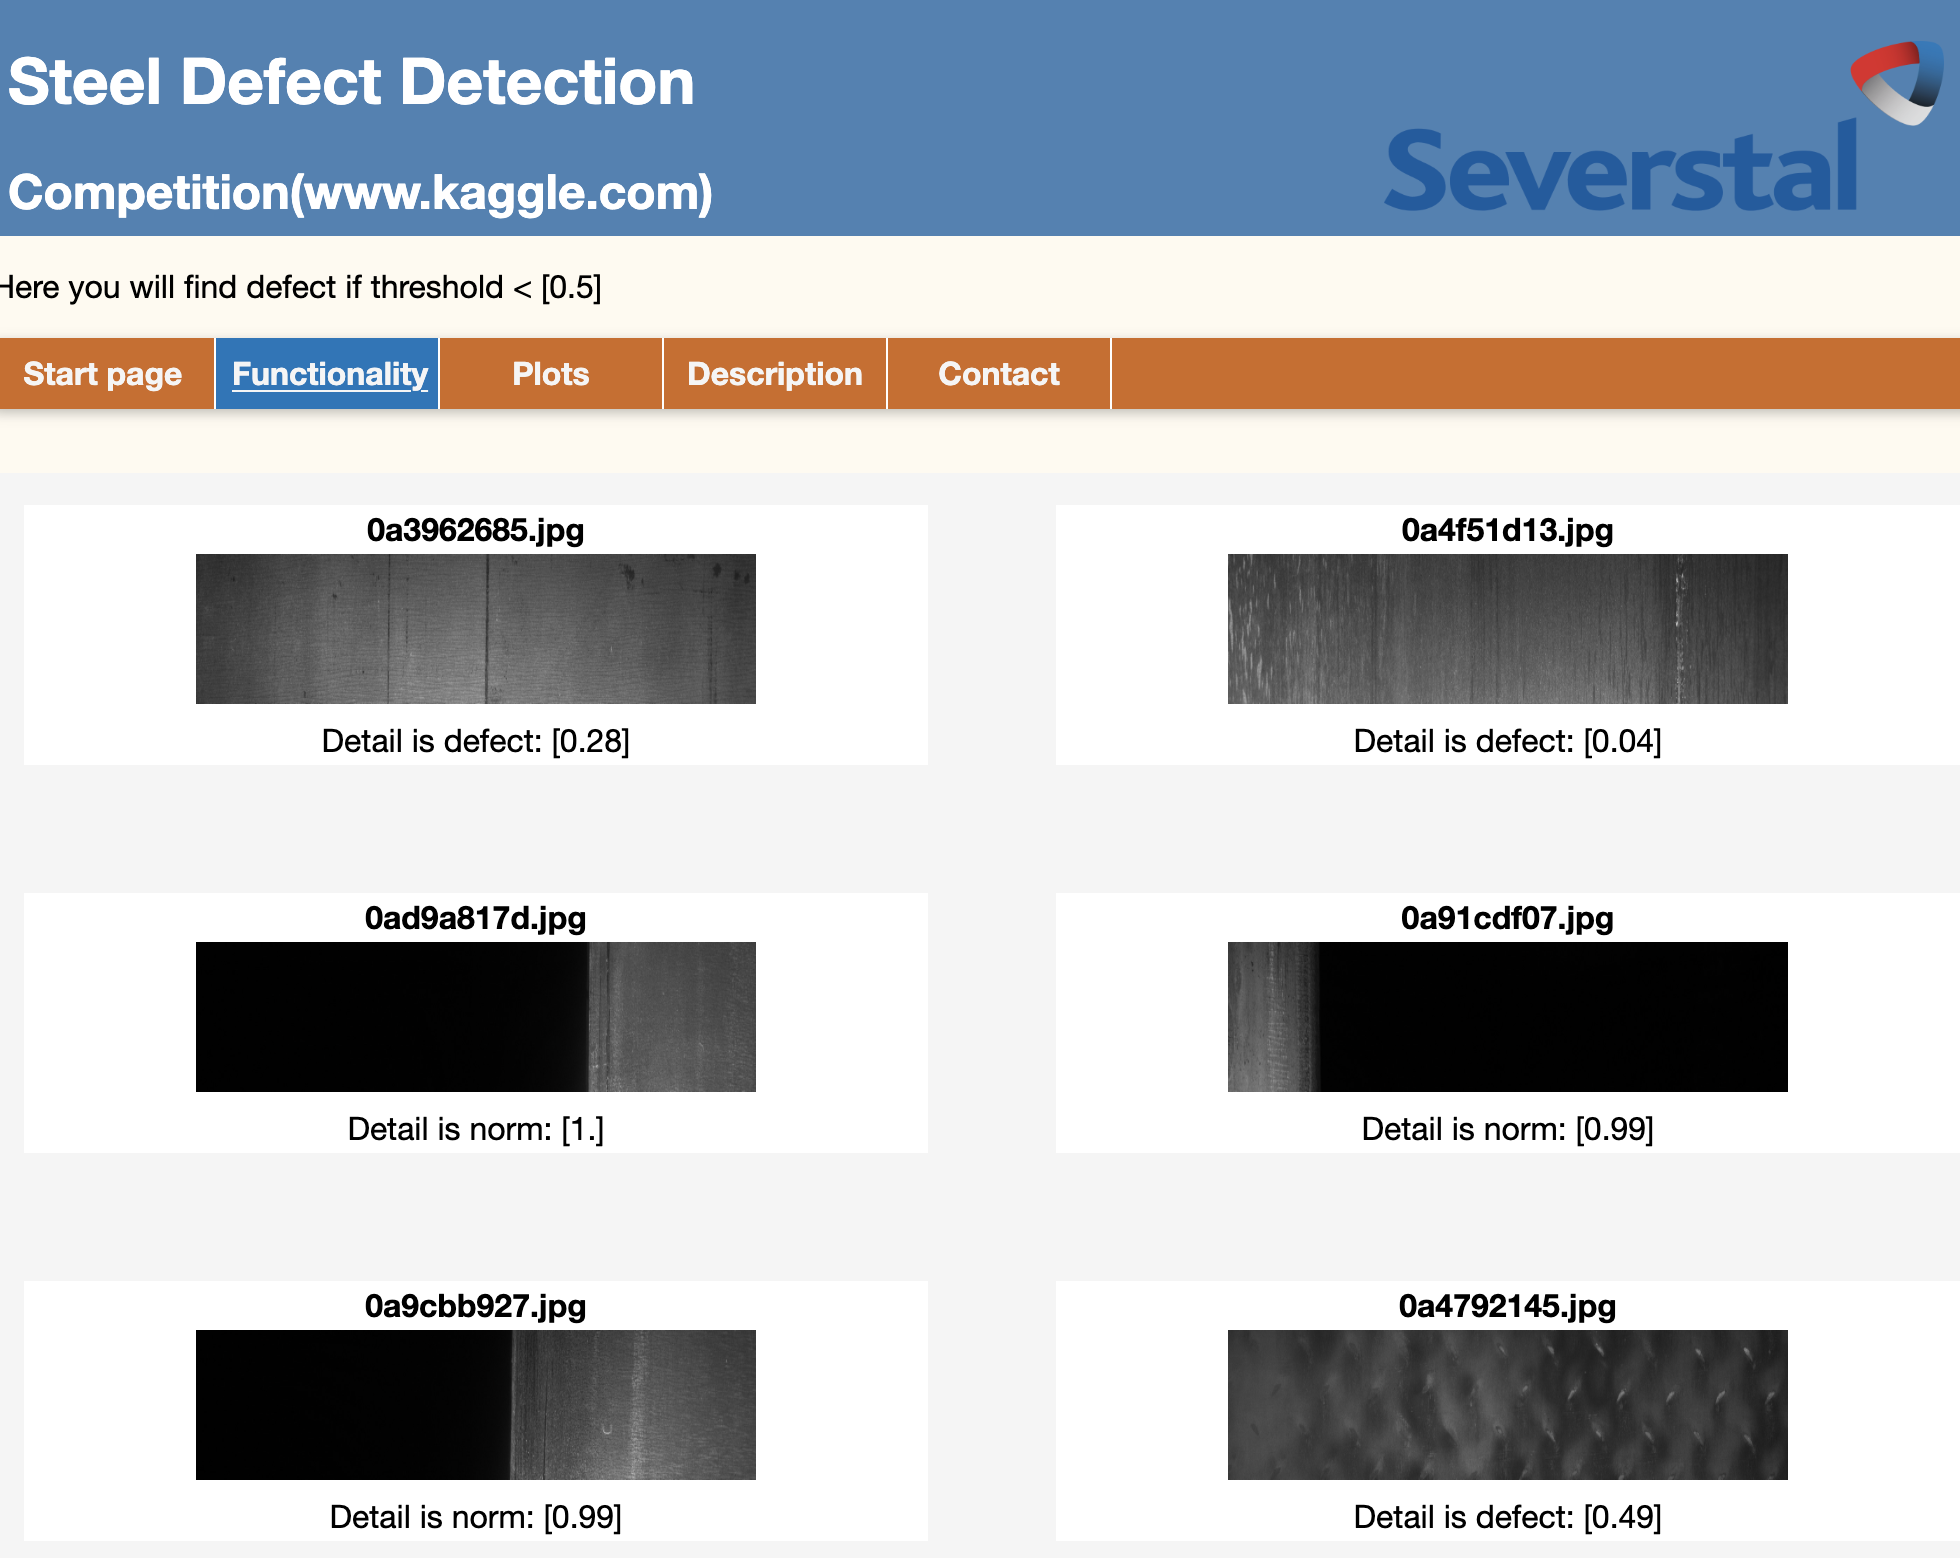 Steel Defect Detection
Competition(www.kaggle.com)
Severstal
Here you will find defect if threshold < [0.5]
Start page Functionality Plots Description Contact
0a3962685.jpg
Detail is defect: [0.28]
0a4f51d13.jpg
Detail is defect: [0.04]
0ad9a817d.jpg
Detail is norm: [1.]
0a91cdf07.jpg
Detail is norm: [0.99]
0a9cbb927.jpg
Detail is norm: [0.99]
0a4792145.jpg
Detail is defect: [0.49]